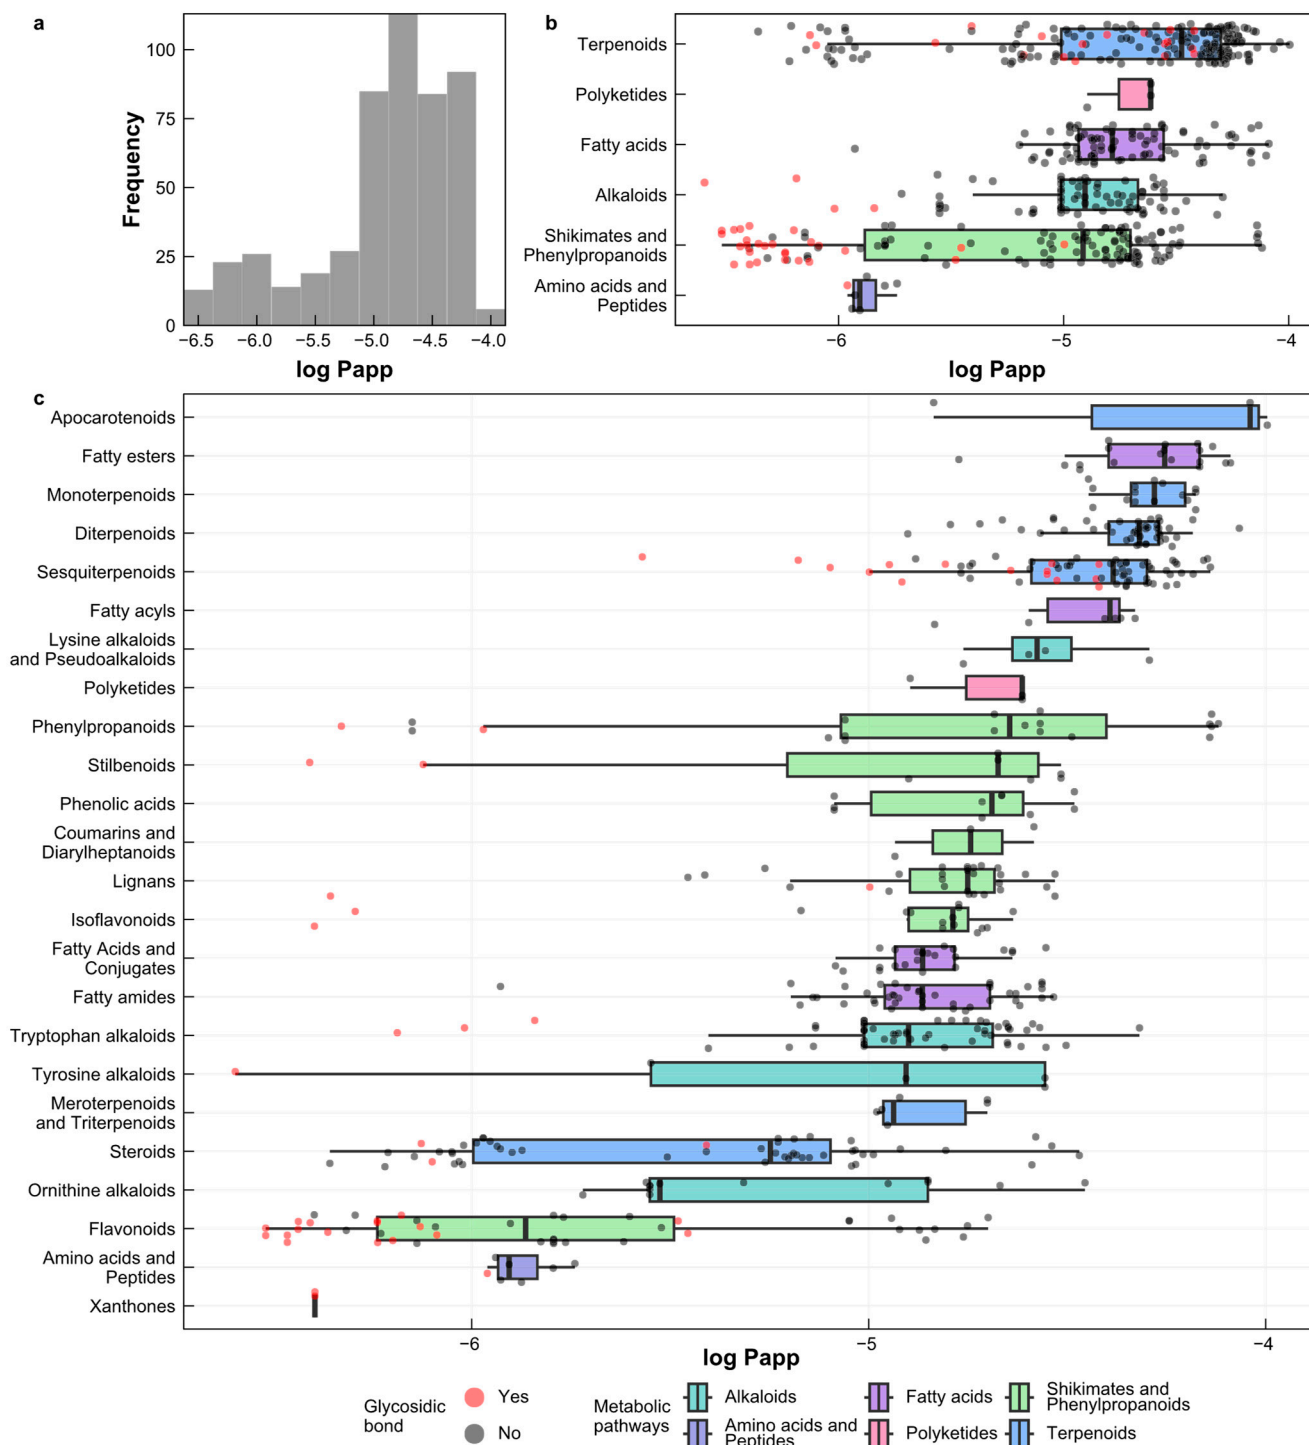 a
100
75
50
25
0
Frequency
−6.5
−6.0
−5.5
−5.0
−4.5
−4.0
log Papp
b
Terpenoids
Polyketides
Fatty acids
Alkaloids
Shikimates and
Phenylpropanoids
Amino acids and
Peptides
−6
−5
−4
log Papp
c
Apocarotenoids
Fatty esters
Monoterpenoids
Diterpenoids
Sesquiterpenoids
Fatty acyls
Lysine alkaloids
and Pseudoalkaloids
Polyketides
Phenylpropanoids
Stilbenoids
Phenolic acids
Coumarins and
Diarylheptanoids
Lignans
Isoflavonoids
Fatty Acids and
Conjugates
Fatty amides
Tryptophan alkaloids
Tyrosine alkaloids
Meroterpenoids
and Triterpenoids
Steroids
Ornithine alkaloids
Flavonoids
Amino acids and
Peptides
Xanthones
−6
−5
−4
log Papp
Glycosidic
bond
Yes
No
Metabolic
pathways
Alkaloids
Amino acids and
Peptides
Fatty acids
Polyketides
Shikimates and
Phenylpropanoids
Terpenoids